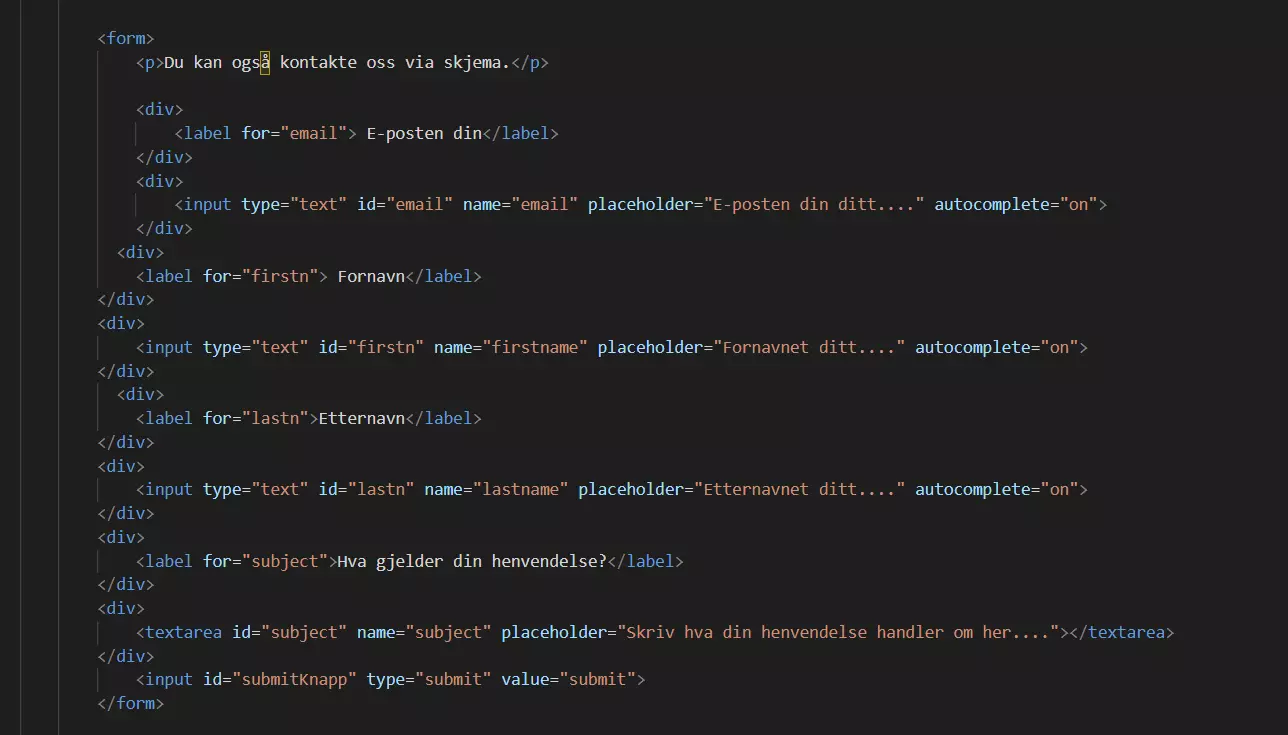 <form>
<p>Du kan også kontakte oss via skjema.</p>
<div>
<label for="email"> E-posten din</label>
</div>
<div>
<input type="text" id="email" name="email" placeholder="E-posten din ditt...." autocomplete="on">
</div>
<div>
<label for="firstn"> Fornavn</label>
</div>
<div>
<input type="text" id="firstn" name="firstname" placeholder="Fornavnet ditt...." autocomplete="on">
</div>
<div>
<label for="lastn">Etternavn</label>
</div>
<div>
<input type="text" id="lastn" name="lastname" placeholder="Etternavnet ditt...." autocomplete="on">
</div>
<div>
<label for="subject">Hva gjelder din henvendelse?</label>
</div>
<div>
<textarea id="subject" name="subject" placeholder="Skriv hva din henvendelse handler om her...."></textarea>
</div>
<input id="submitKnapp" type="submit" value="submit">
</form>